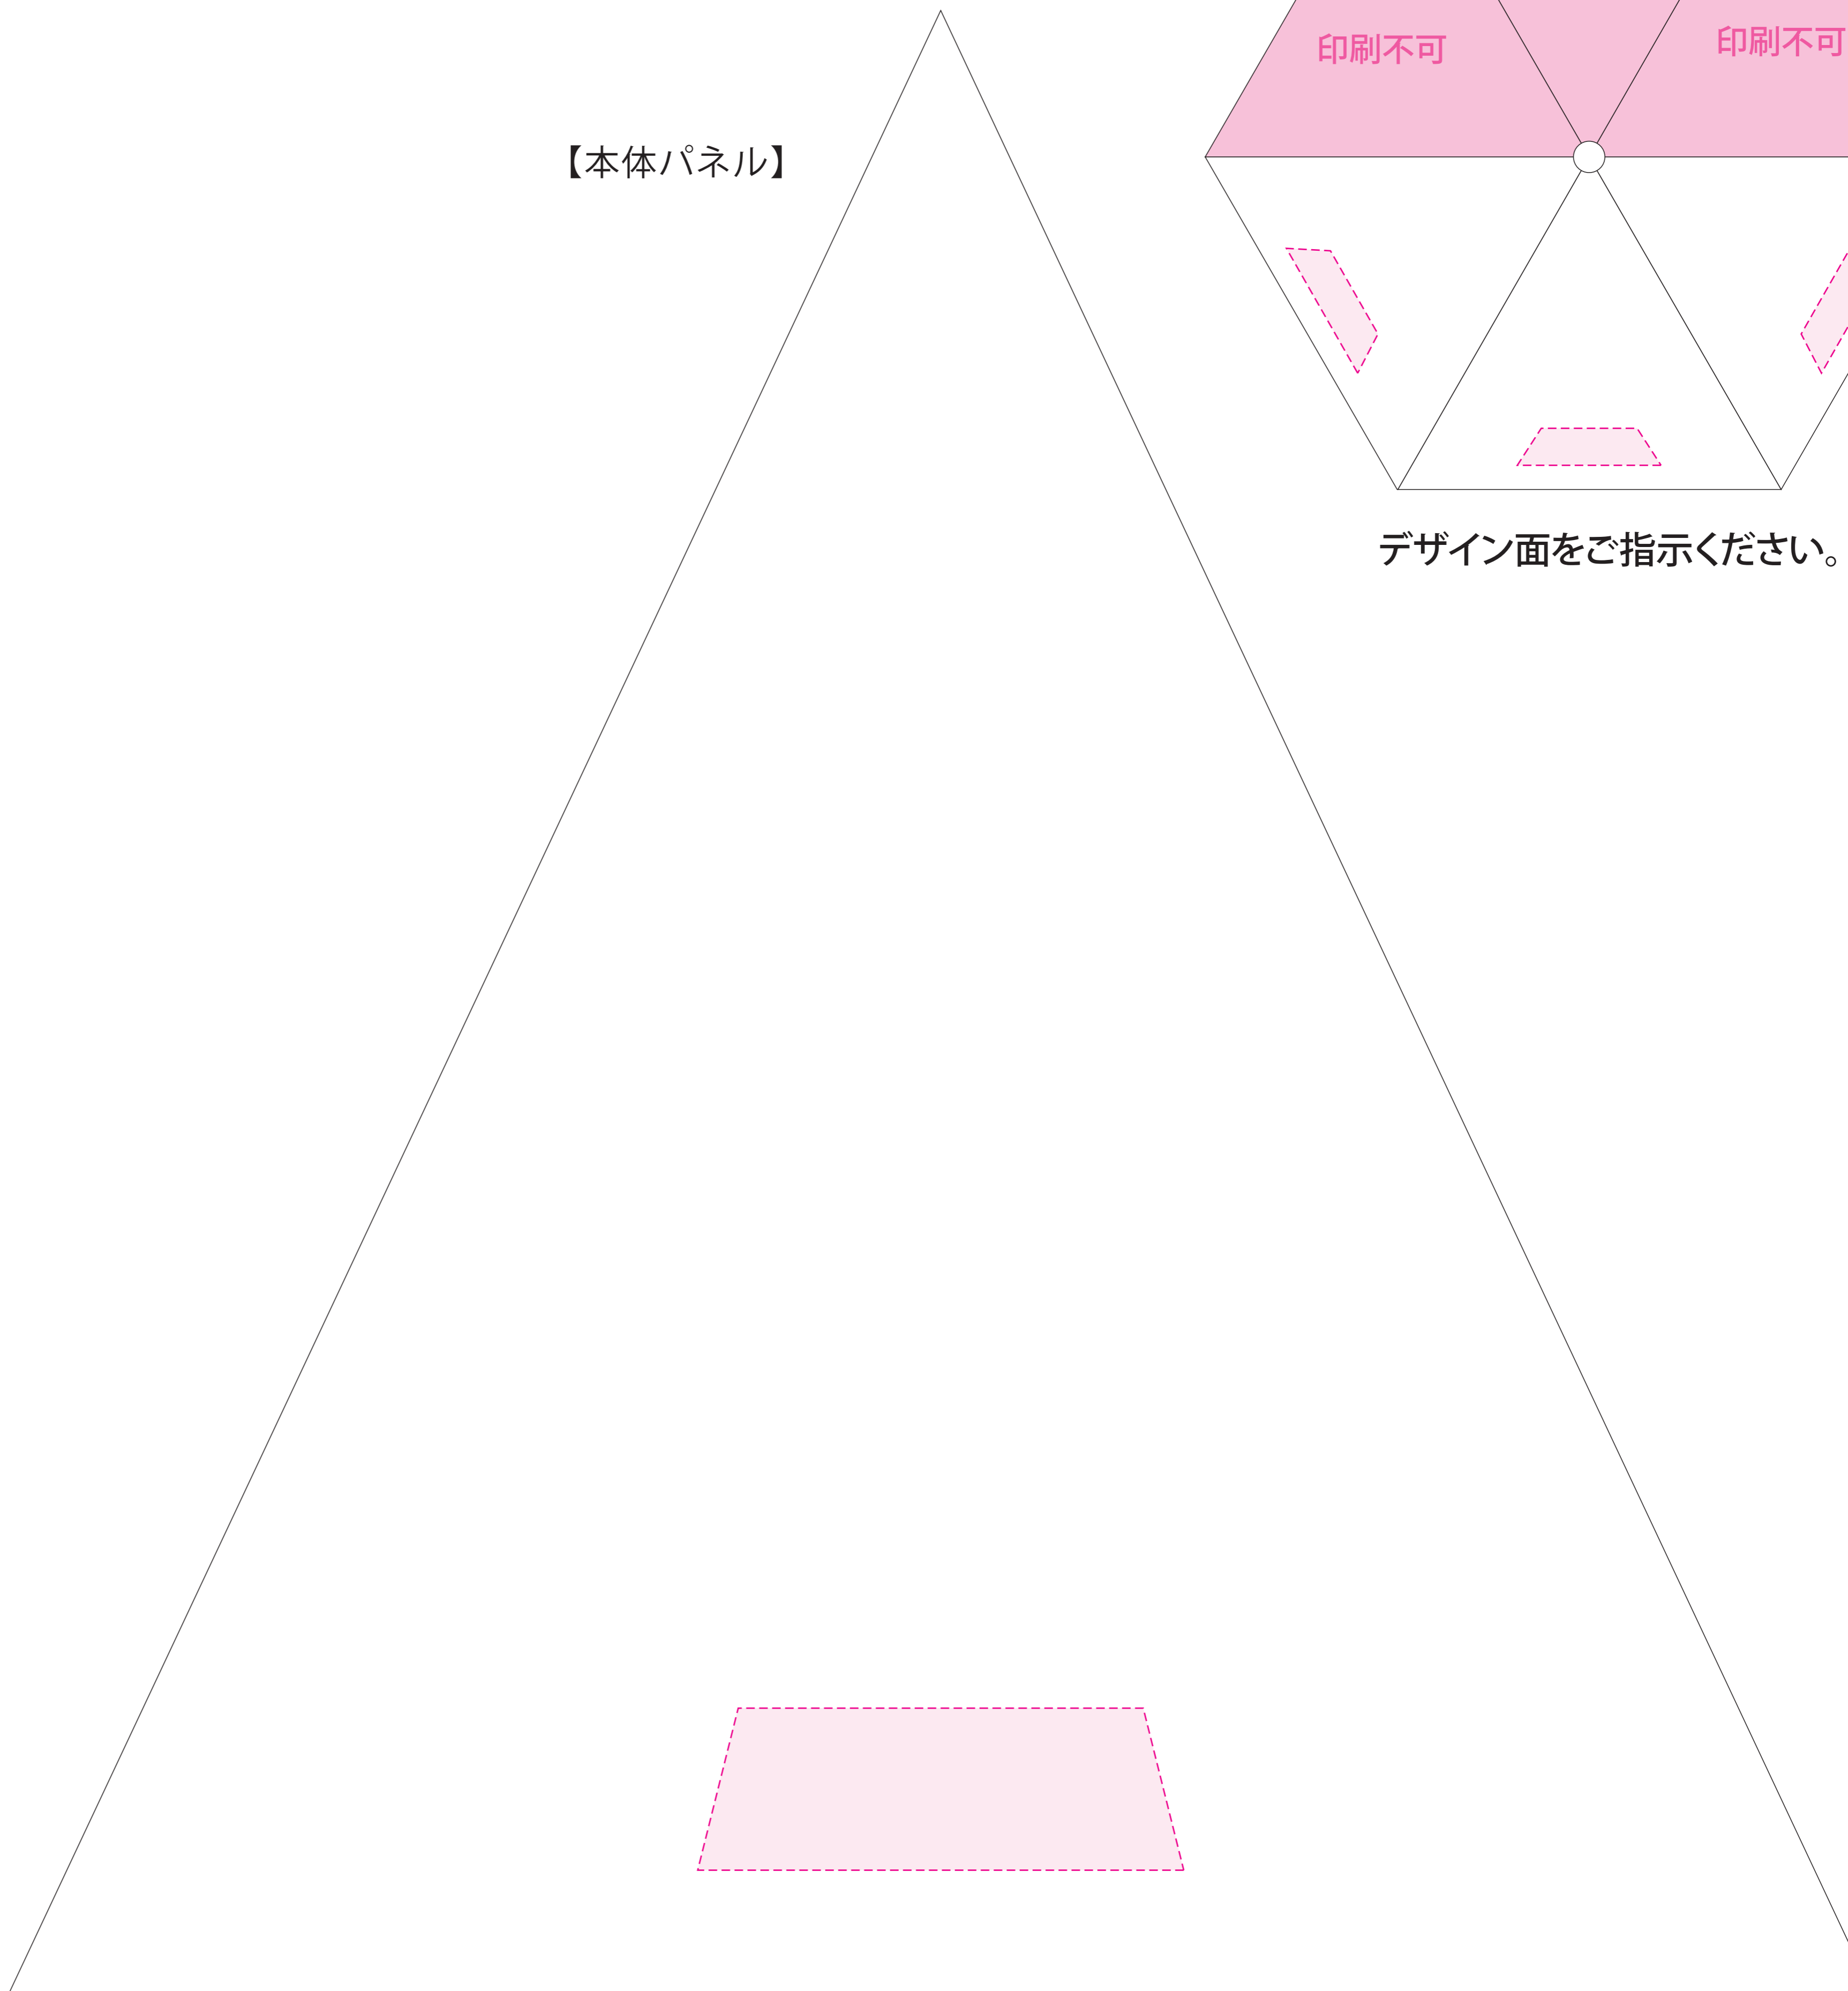 印刷不可
印刷不可
【本体パネル】
デザイン面をご指示ください。